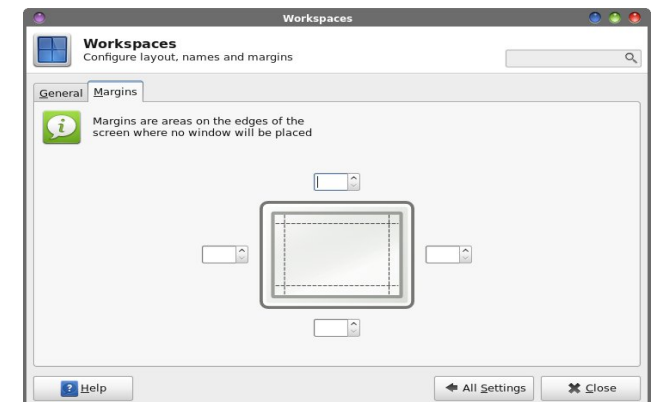 Workspaces
Workspaces
Configure layout, names and margins
General Margins
Margins are areas on the edges of the
screen where no window will be placed
Help All Settings Close